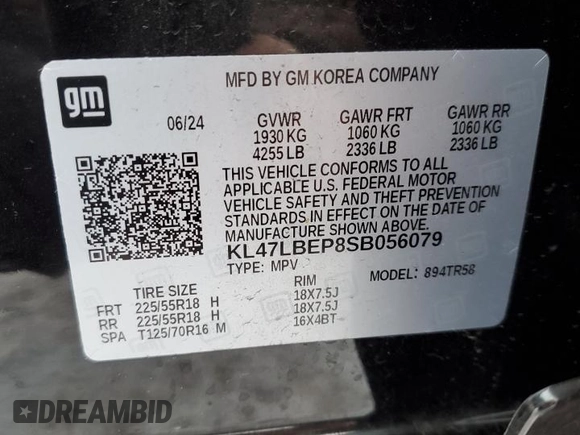 gm
MFD BY GM KOREA COMPANY
06/24 GVWR GAWR FRT GAWR RR
1930 KG 1060 KG 1060 KG
4255 LB 2336 LB 2336 LB
THIS VEHICLE CONFORMS TO ALL
APPLICABLE U.S. FEDERAL MOTOR
VEHICLE SAFETY AND THEFT PREVENTION
STANDARDS IN EFFECT ON THE DATE OF
MANUFACTURE SHOWN ABOVE.
KL47LBEP8SB056079
TYPE: MPV MODEL: 894TR58
TIRE SIZE RIM
FRT 225/55R18 H 18X7.5J
RR 225/55R18 H 18X7.5J
SPA T125/70R16 M 16X4BT
DREAMBID